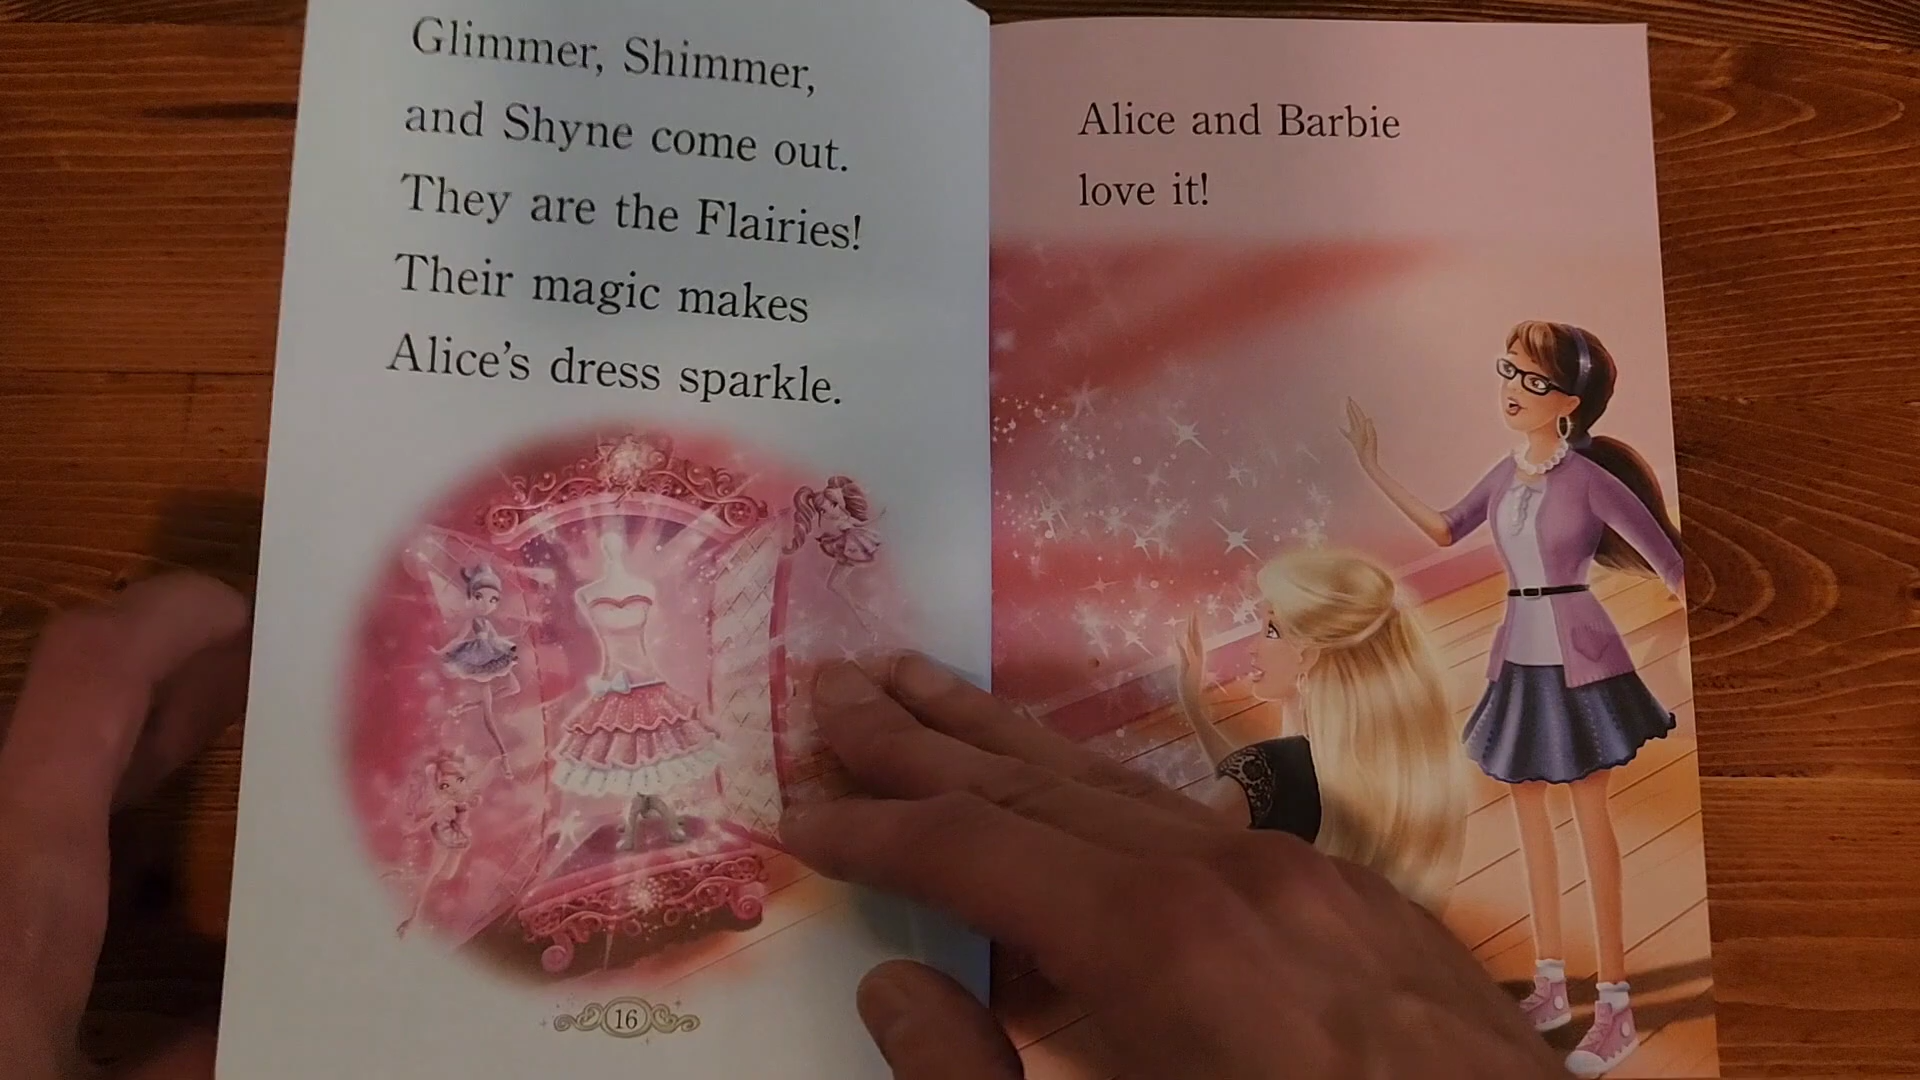 Glimmer, Shimmer,
and Shyne come out.
They are the Flairies!
Their magic makes
Alice's dress sparkle.
16
Alice and Barbie
love it!